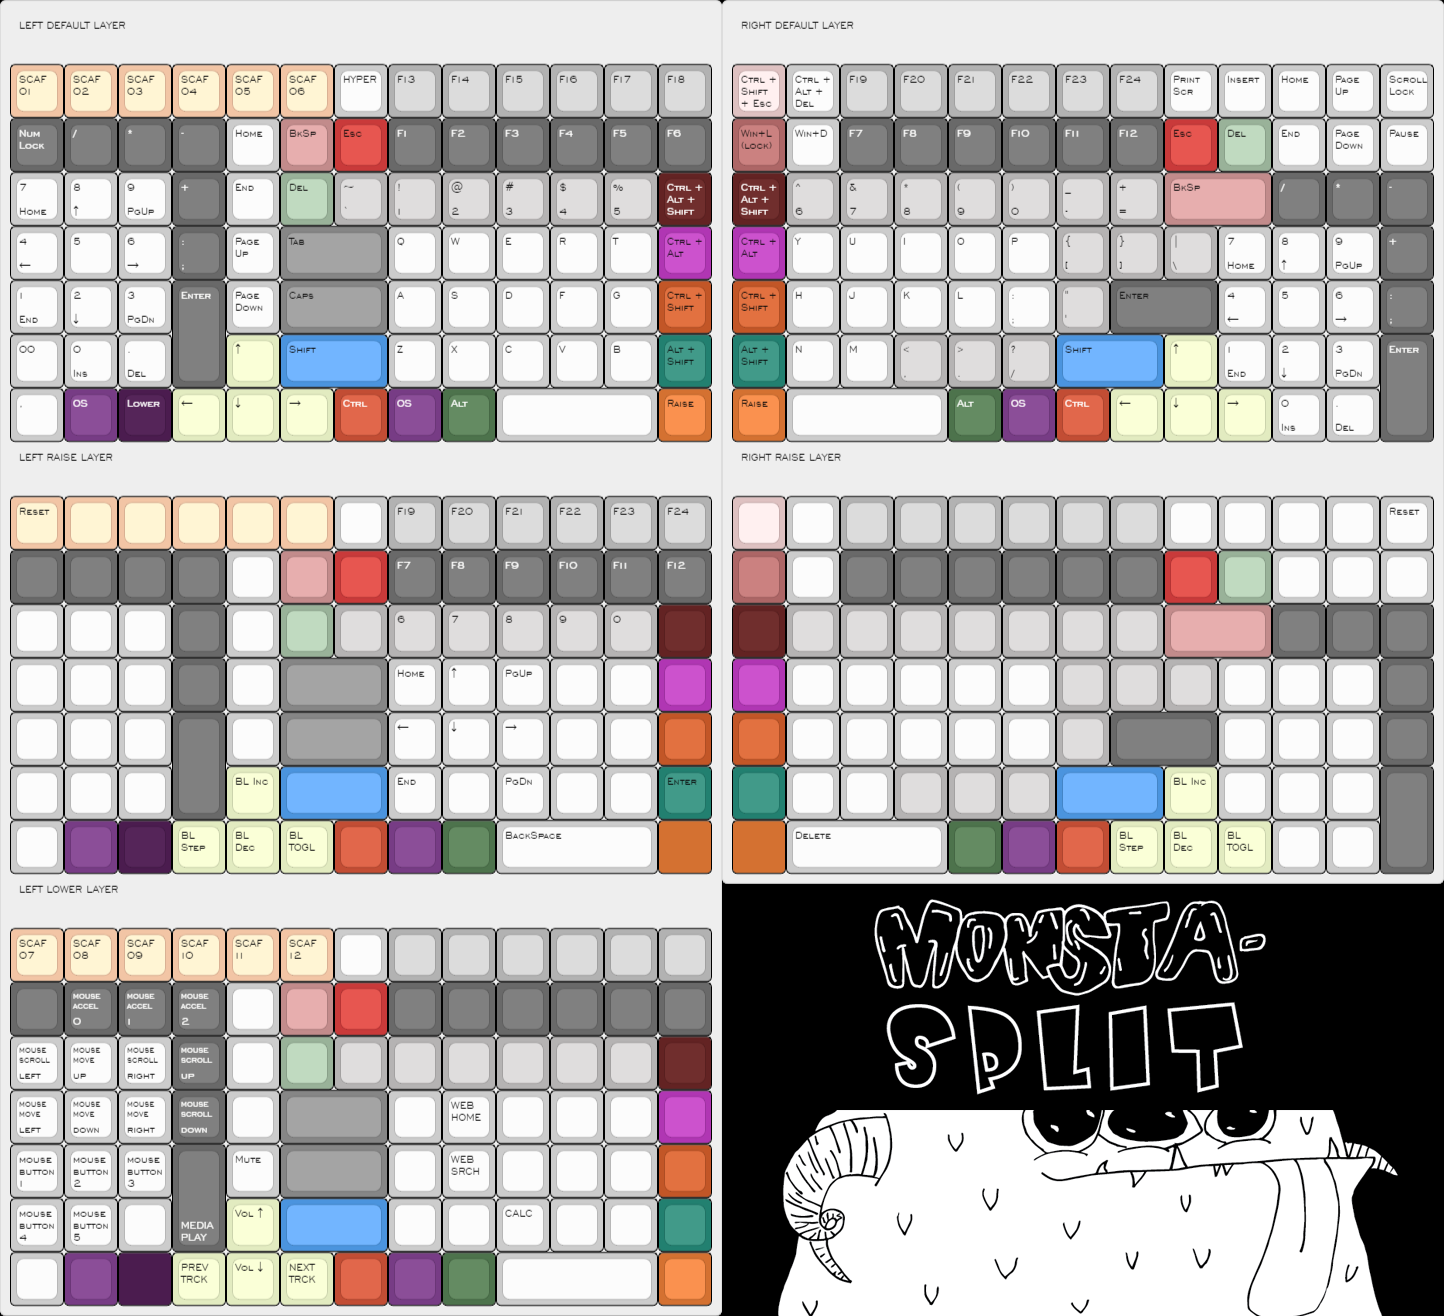 LEFT DEFAULT LAYER
SCAF 01 SCAF 02 SCAF 03 SCAF 04 SCAF 05 SCAF 06 HYPER F13 F14 F15 F16 F17 F18
Num Lock / * - Home BkSp Esc F1 F2 F3 F4 F5 F6
7 Home 8 ↑ 9 PgUp + End Del ~ ` ! 1 @ 2 # 3 $ 4 % 5 Ctrl + Alt + Shift
4 ← 5 6 → : ; Page Up Tab Q W E R T Ctrl + Alt
1 End 2 ↓ 3 PgDn Enter Page Down Caps A S D F G Ctrl + Shift
00 0 Ins . Del ↑ Shift Z X C V B Alt + Shift
. OS Lower ← ↓ → Ctrl OS Alt Raise
RIGHT DEFAULT LAYER
Ctrl + Shift + Esc Ctrl + Alt + Del F19 F20 F21 F22 F23 F24 Print Scr Insert Home Page Up Scroll Lock
Win+L (lock) Win+D F7 F8 F9 F10 F11 F12 Esc Del End Page Down Pause
Ctrl + Alt + Shift ^ 6 & 7 * 8 ( 9 ) 0 _ - + = BkSp / * -
Ctrl + Alt Y U I O P { [ } ] | \ 7 Home 8 ↑ 9 PgUp +
Ctrl + Shift H J K L : ; " ' Enter 4 ← 5 6 → : ;
Alt + Shift N M < , > . ? / Shift ↑ 1 End 2 ↓ 3 PgDn Enter
Raise Alt OS Ctrl ← ↓ → 0 Ins . Del
LEFT RAISE LAYER
Reset F19 F20 F21 F22 F23 F24
F7 F8 F9 F10 F11 F12
6 7 8 9 0
Home ↑ PgUp
← ↓ →
BL Inc End PgDn Enter
BL Step BL Dec BL TOGL BackSpace
RIGHT RAISE LAYER
Reset
BL Inc
Delete BL Step BL Dec BL TOGL
LEFT LOWER LAYER
SCAF 07 SCAF 08 SCAF 09 SCAF 10 SCAF 11 SCAF 12
MOUSE ACCEL 0 MOUSE ACCEL 1 MOUSE ACCEL 2
MOUSE SCROLL LEFT MOUSE MOVE UP MOUSE SCROLL RIGHT MOUSE SCROLL UP
MOUSE MOVE LEFT MOUSE MOVE DOWN MOUSE MOVE RIGHT MOUSE SCROLL DOWN WEB HOME
MOUSE BUTTON 1 MOUSE BUTTON 2 MOUSE BUTTON 3 MEDIA PLAY Mute WEB SRCH
MOUSE BUTTON 4 MOUSE BUTTON 5 Vol ↑ CALC
PREV TRCK Vol ↓ NEXT TRCK
MONSTA-
SPLIT